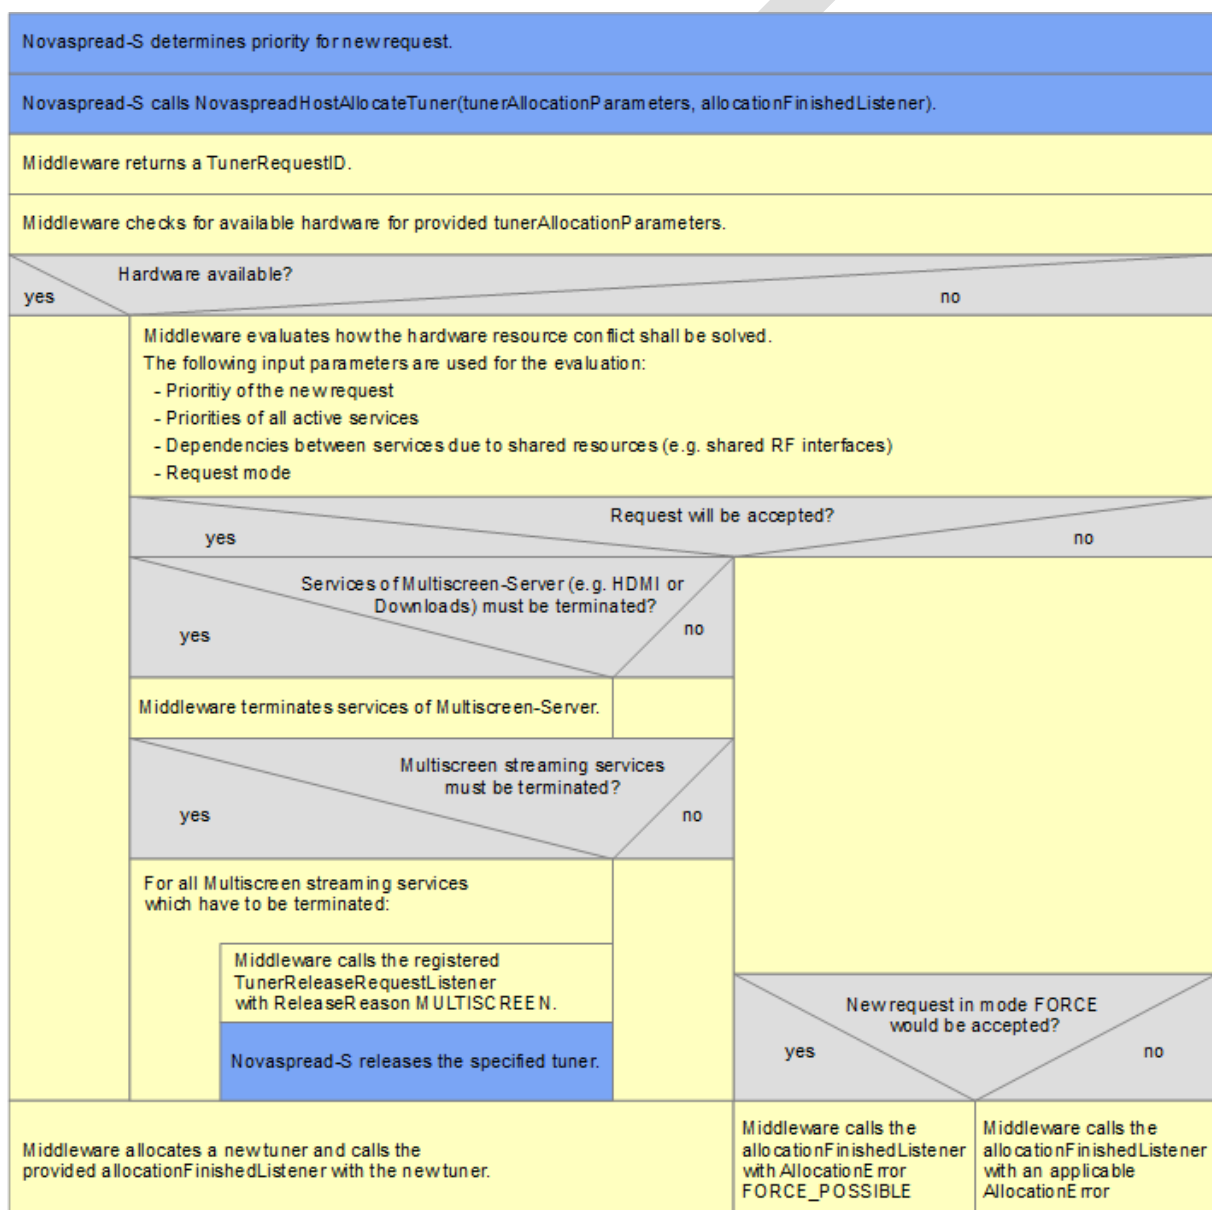 Novaspread-S determines priority for new request.
Novaspread-S calls NovaspreadHostAllocateTuner(tunerAllocationParameters, allocationFinishedListener).
Middleware returns a TunerRequestID.
Middleware checks for available hardware for provided tunerAllocationParameters.
Hardware available?
yes
no
Middleware evaluates how the hardware resource conflict shall be solved.
The following input parameters are used for the evaluation:
- Prioritiy of the new request
- Priorities of all active services
- Dependencies between services due to shared resources (e.g. shared RF interfaces)
- Request mode
Request will be accepted?
yes
no
Services of Multiscreen-Server (e.g. HDMI or
Downloads) must be terminated?
yes
no
Middleware terminates services of Multiscreen-Server.
Multiscreen streaming services
must be terminated?
yes
no
For all Multiscreen streaming services
which have to be terminated:
Middleware calls the registered
TunerReleaseRequestListener
with ReleaseReason MULTISCREEN.
Novaspread-S releases the specified tuner.
New request in mode FORCE
would be accepted?
yes
no
Middleware allocates a new tuner and calls the
provided allocationFinishedListener with the new tuner.
Middleware calls the
allocationFinishedListener
with AllocationError
FORCE_POSSIBLE
Middleware calls the
allocationFinishedListener
with an applicable
AllocationError